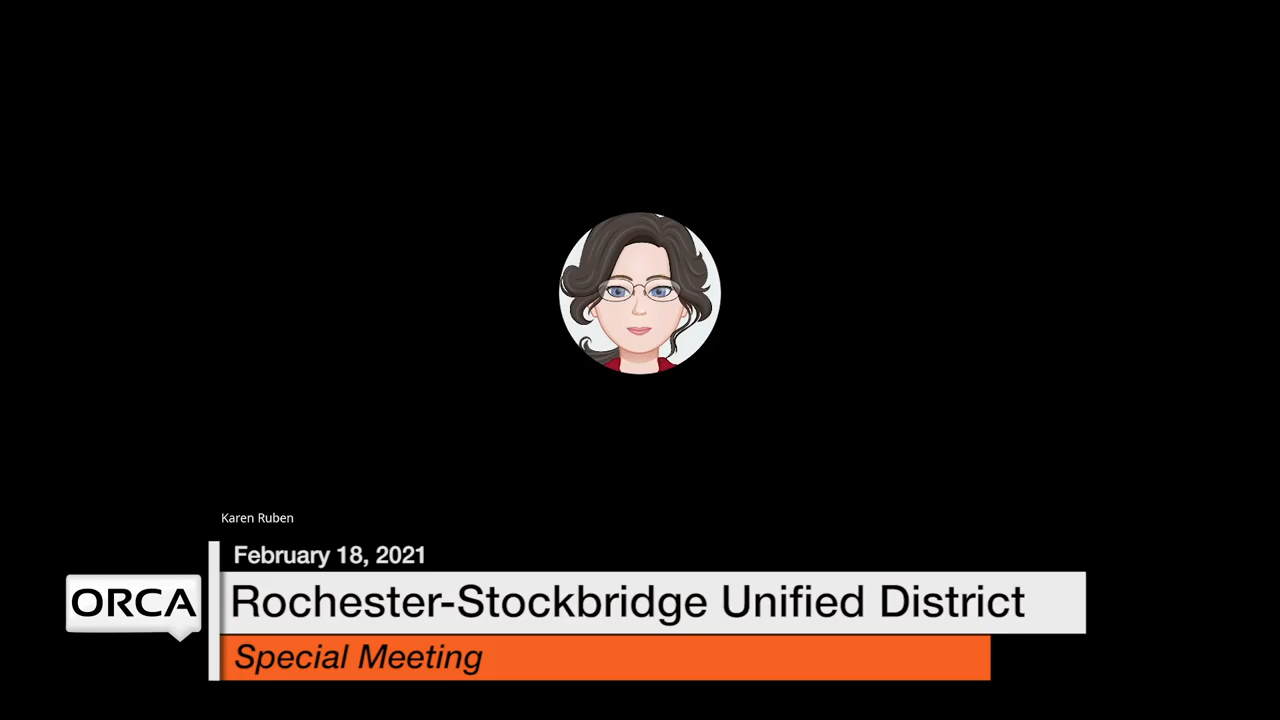 Karen Ruben
February 18, 2021
ORCA
Rochester-Stockbridge Unified District
Special Meeting